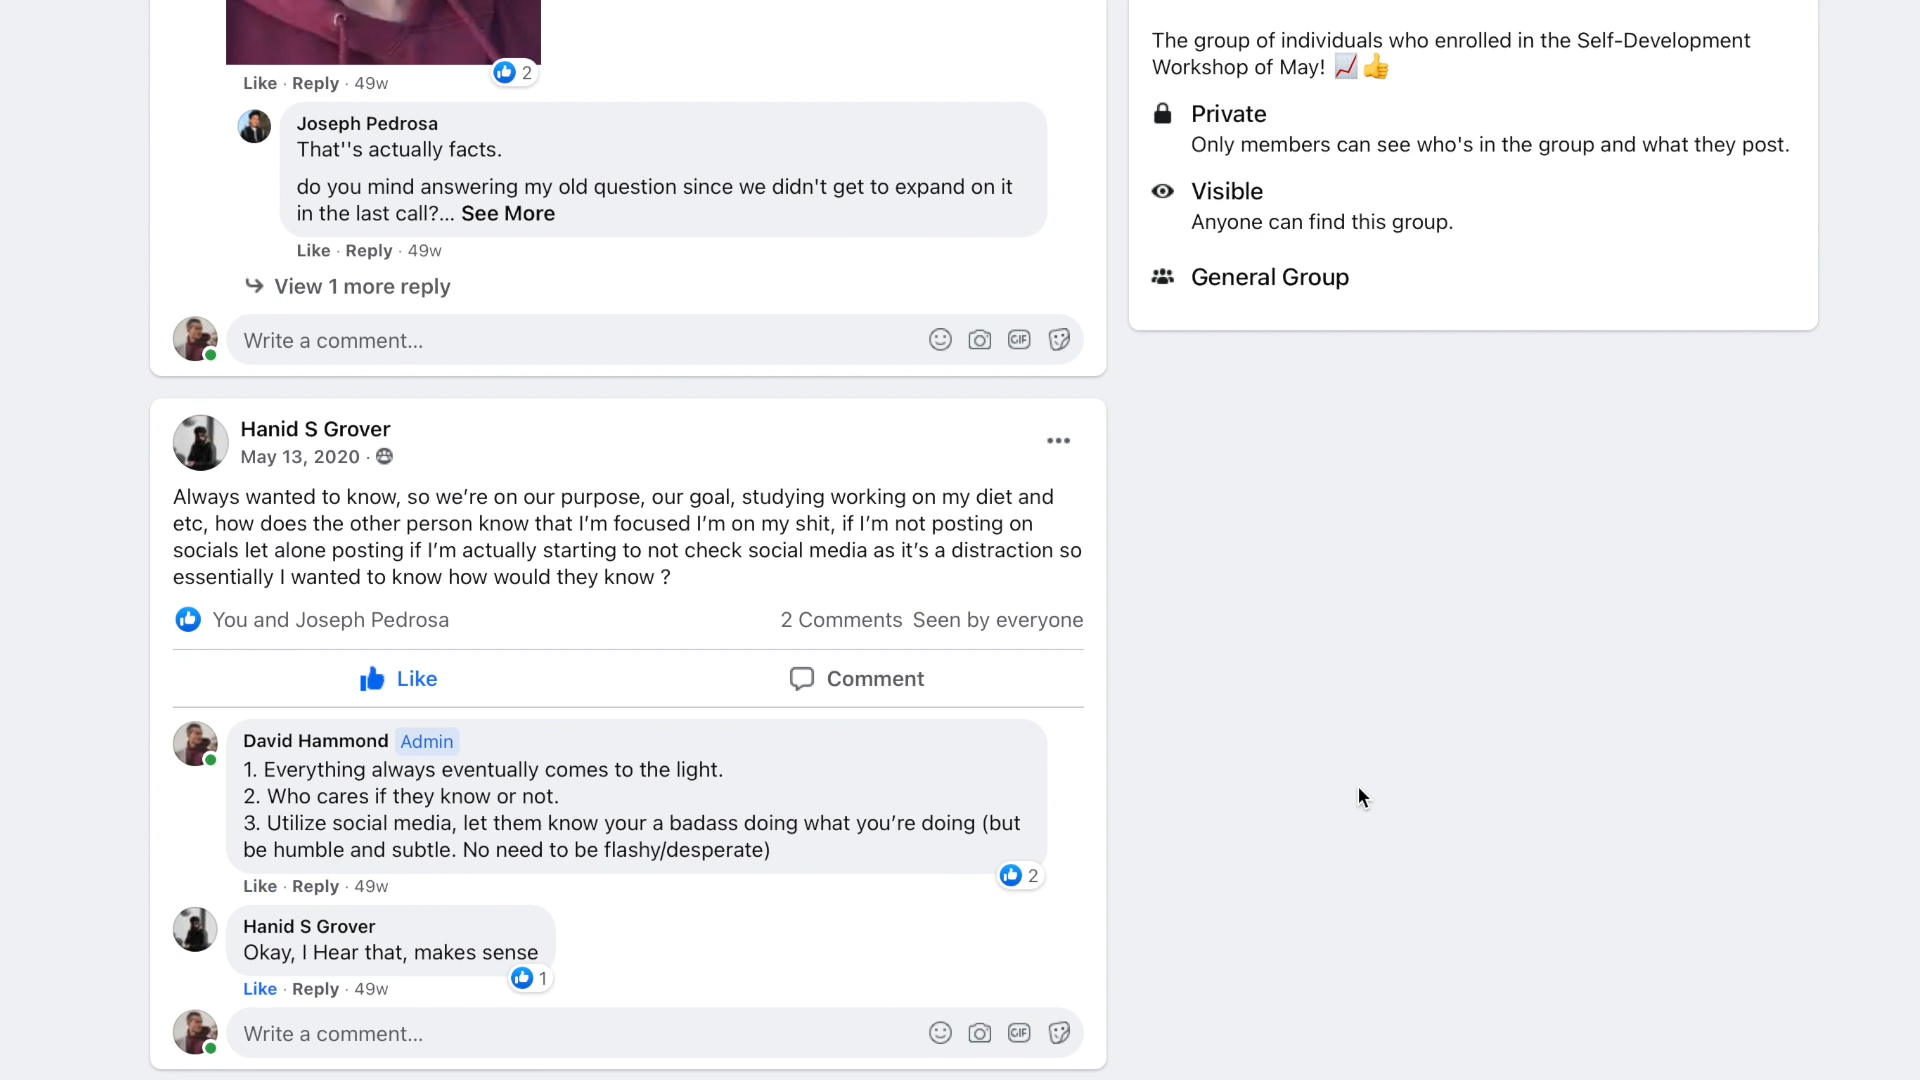 Like · Reply · 49w
2
Joseph Pedrosa
That''s actually facts.
do you mind answering my old question since we didn't get to expand on it
in the last call?... See More
Like · Reply · 49w
View 1 more reply
Write a comment...
GIF
Hanid S Grover
May 13, 2020 ·
Always wanted to know, so we're on our purpose, our goal, studying working on my diet and
etc, how does the other person know that I'm focused I'm on my shit, if I'm not posting on
socials let alone posting if I'm actually starting to not check social media as it's a distraction so
essentially I wanted to know how would they know ?
You and Joseph Pedrosa
2 Comments Seen by everyone
Like
Comment
David Hammond Admin
1. Everything always eventually comes to the light.
2. Who cares if they know or not.
3. Utilize social media, let them know your a badass doing what you're doing (but
be humble and subtle. No need to be flashy/desperate)
2
Like · Reply · 49w
Hanid S Grover
Okay, I Hear that, makes sense
1
Like · Reply · 49w
Write a comment...
GIF
The group of individuals who enrolled in the Self-Development
Workshop of May! 📈👍
Private
Only members can see who's in the group and what they post.
Visible
Anyone can find this group.
General Group